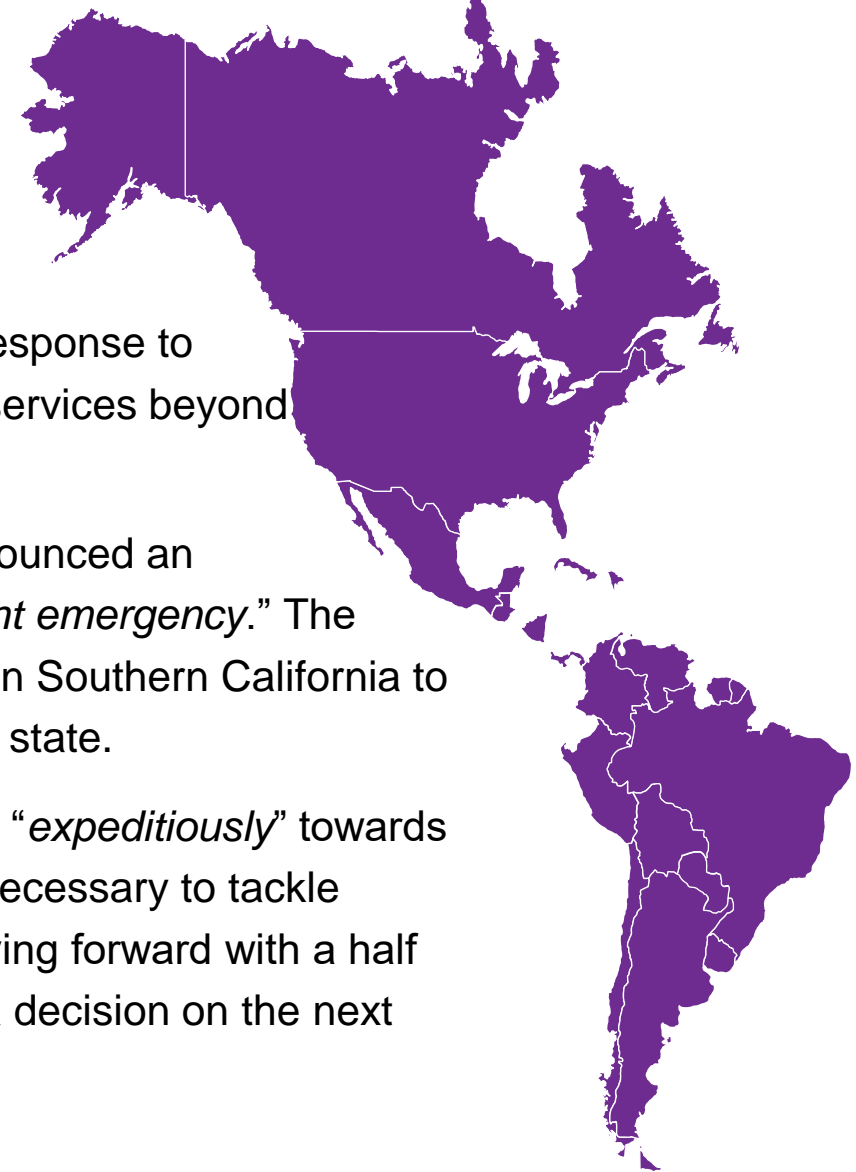 esponse to
services beyond
ounced an
nt emergency.” The
n Southern California to
state.
“expeditiously” towards
ecessary to tackle
ing forward with a half
decision on the next